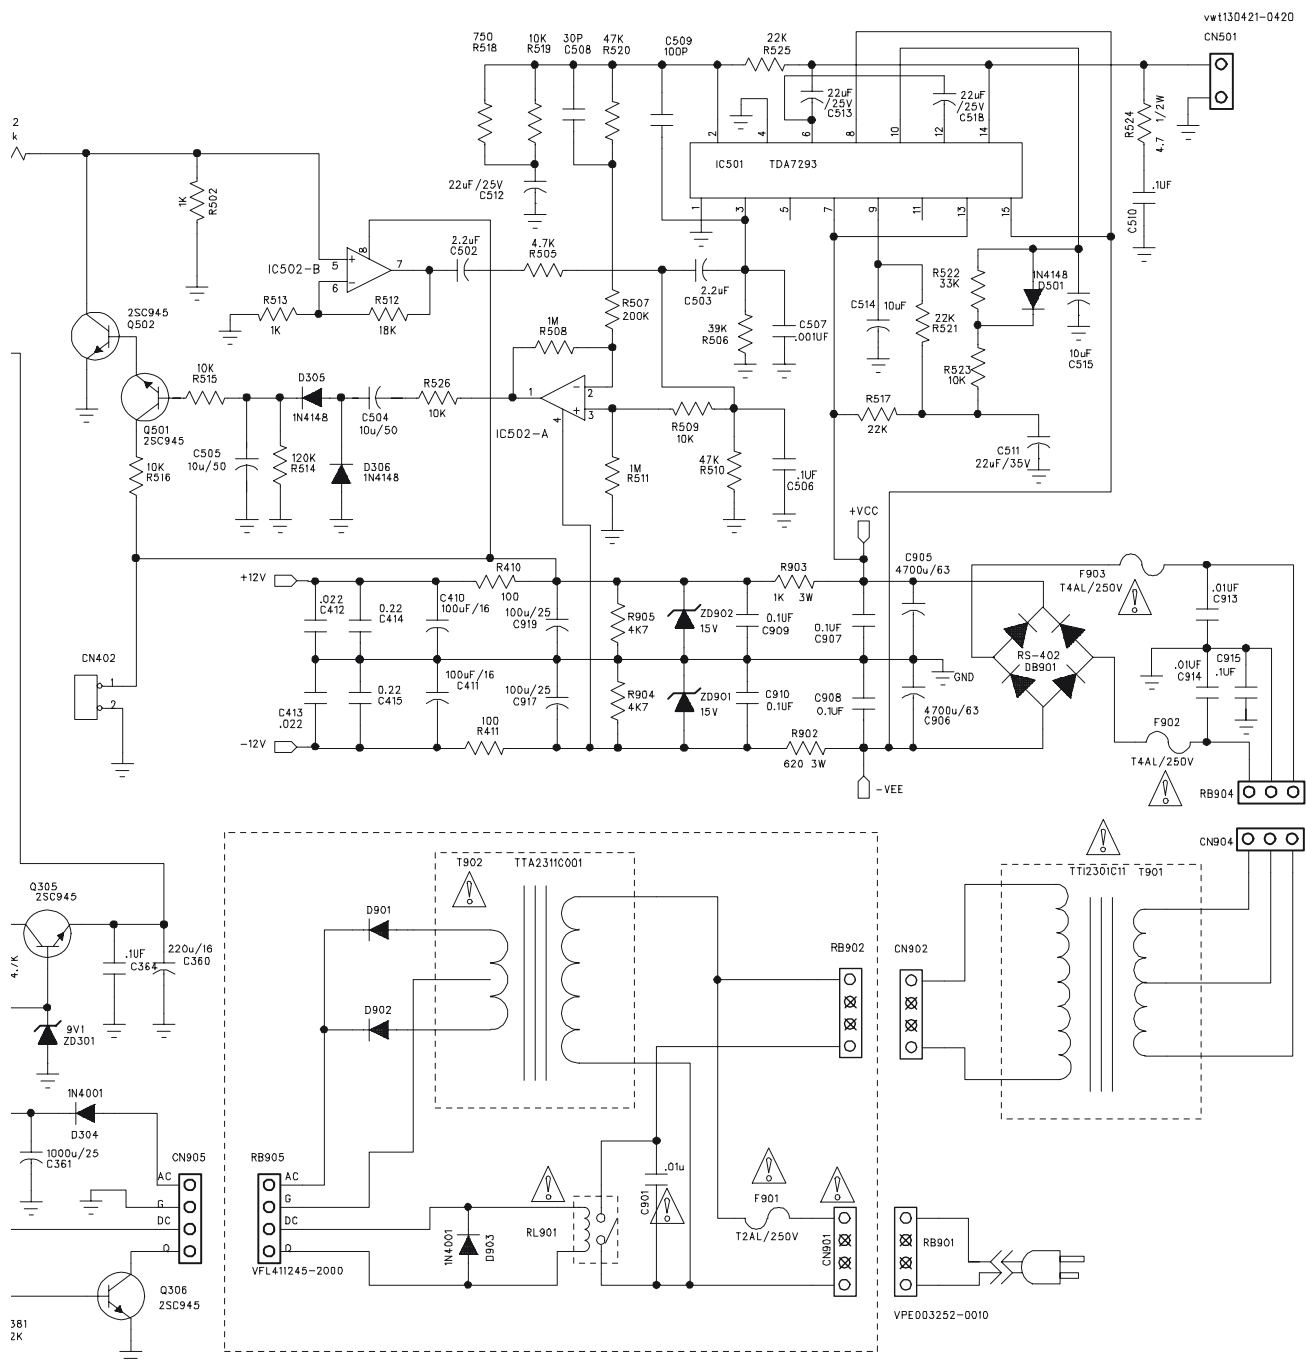 vwt130421-0420
CN501
750
R518
10K
R519
30P
C508
47K
R520
C509
100P
22K
R525
22uF
/25V
C513
22uF
/25V
C518
R524
4.7 1/2W
2
k
2
4
6
8
10
12
14
IC501 TDA7293
1
3
5
7
9
11
13
15
.1UF
C510
1K
R502
22uF/25V
C512
2.2uF
C502
4.7K
R505
IC502-B
5
6
7
8
+
-
R513
1K
R512
18K
2SC945
Q502
2.2uF
C503
R507
200K
1M
R508
39K
R506
C507
.001UF
C514
10uF
22K
R521
R522
33K
1N4148
D501
10uF
C515
R523
10K
R517
22K
C511
22uF/35V
10K
R515
D305
1N4148
C504
10u/50
R526
10K
1
2
3
4
-
+
IC502-A
Q501
2SC945
10K
R516
C505
10u/50
120K
R514
D306
1N4148
R509
10K
1M
R511
47K
R510
.1UF
C506
+VCC
+12V
R410
100
R903
1K 3W
C905
4700u/63
F903
T4AL/250V
.01UF
C913
.022
C412
0.22
C414
C410
100uF/16
100u/25
C919
R905
4K7
ZD902
15V
0.1UF
C909
0.1UF
C907
RS-402
DB901
CN402
1
2
GND
C413
.022
0.22
C415
100uF/16
C411
100u/25
C917
R904
4K7
ZD901
15V
C910
0.1UF
C908
0.1UF
4700u/63
C906
.01UF
C914
C915
.1UF
-12V
100
R411
R902
620 3W
F902
T4AL/250V
-VEE
RB904
CN904
T902 TTA2311C001
TTI2301C11 T901
Q305
2SC945
.1UF
C364
220u/16
C360
D901
D902
RB902
CN902
9V1
ZD301
1N4001
D304
1000u/25
C361
CN905
AC
G
DC
O
RB905
AC
G
DC
O
VFL411245-2000
1N4001
D903
RL901
.01u
C901
F901
T2AL/250V
CN901
RB901
VPE003252-0010
Q306
2SC945
381
2K